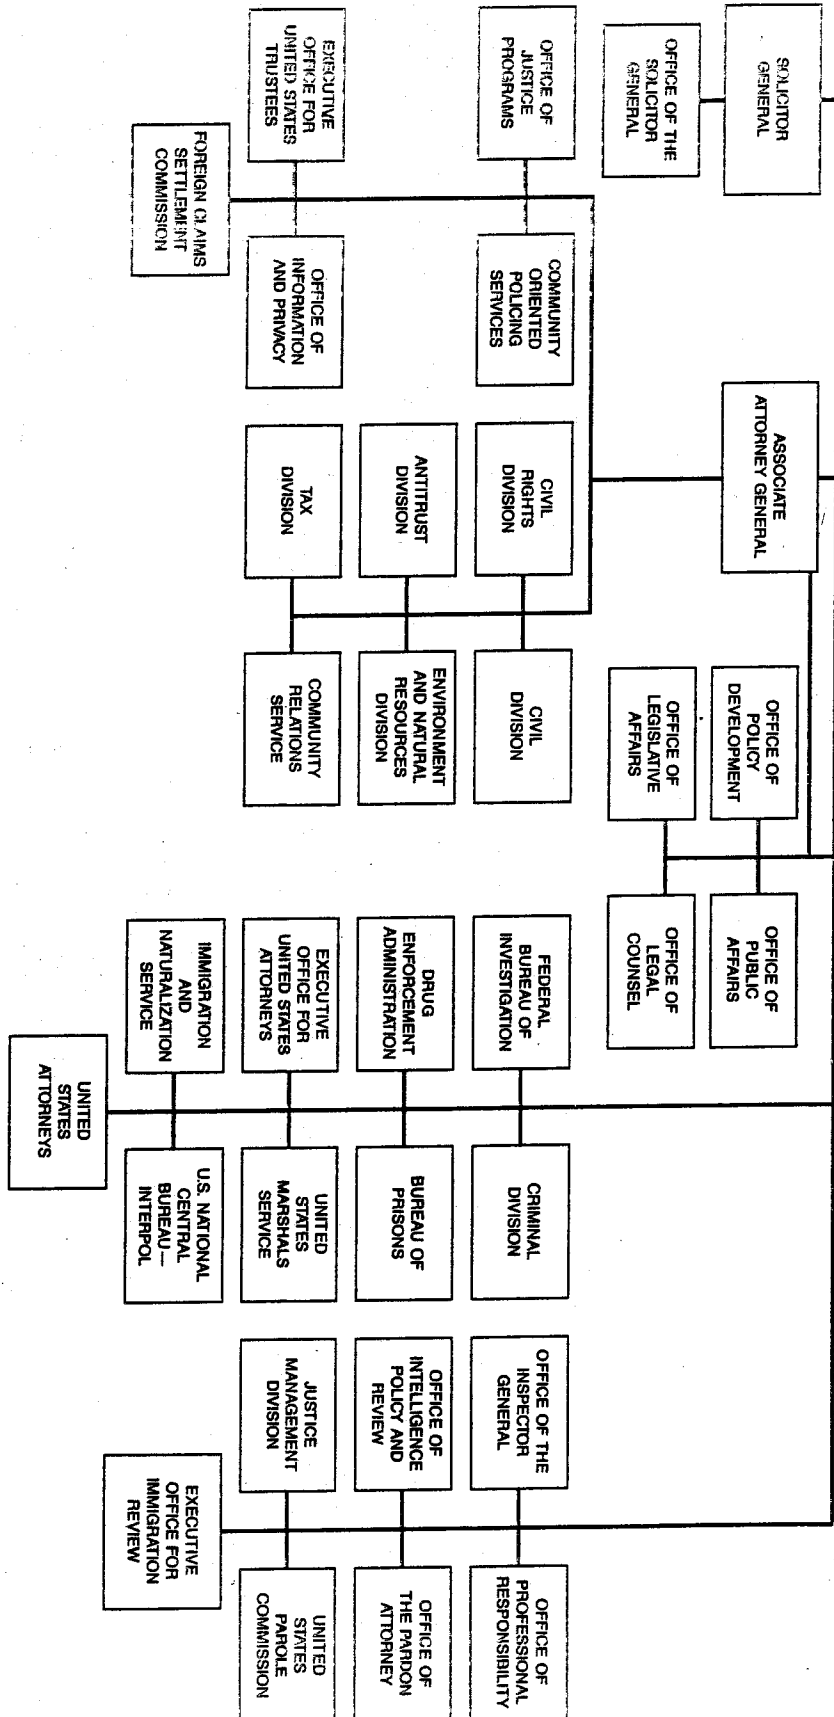 SOLICITOR
GENERAL
OFFICE OF THE
SOLICITOR
GENERAL
ASSOCIATE
ATTORNEY GENERAL
OFFICE OF
POLICY
DEVELOPMENT
OFFICE OF
PUBLIC
AFFAIRS
OFFICE OF
LEGISLATIVE
AFFAIRS
OFFICE OF
LEGAL
COUNSEL
OFFICE OF
JUSTICE
PROGRAMS
COMMUNITY
ORIENTED
POLICING
SERVICES
EXECUTIVE
OFFICE FOR
UNITED STATES
TRUSTEES
OFFICE OF
INFORMATION
AND PRIVACY
FOREIGN CLAIMS
SETTLEMENT
COMMISSION
CIVIL
RIGHTS
DIVISION
CIVIL
DIVISION
ANTITRUST
DIVISION
ENVIRONMENT
AND NATURAL
RESOURCES
DIVISION
TAX
DIVISION
COMMUNITY
RELATIONS
SERVICE
FEDERAL
BUREAU OF
INVESTIGATION
CRIMINAL
DIVISION
DRUG
ENFORCEMENT
ADMINISTRATION
BUREAU OF
PRISONS
EXECUTIVE
OFFICE FOR
UNITED STATES
ATTORNEYS
UNITED
STATES
MARSHALS
SERVICE
IMMIGRATION
AND
NATURALIZATION
SERVICE
U.S. NATIONAL
CENTRAL
BUREAU—
INTERPOL
UNITED
STATES
ATTORNEYS
OFFICE OF THE
INSPECTOR
GENERAL
OFFICE OF
PROFESSIONAL
RESPONSIBILITY
OFFICE OF
INTELLIGENCE
POLICY AND
REVIEW
OFFICE OF
THE PARDON
ATTORNEY
JUSTICE
MANAGEMENT
DIVISION
UNITED
STATES
PAROLE
COMMISSION
EXECUTIVE
OFFICE FOR
IMMIGRATION
REVIEW